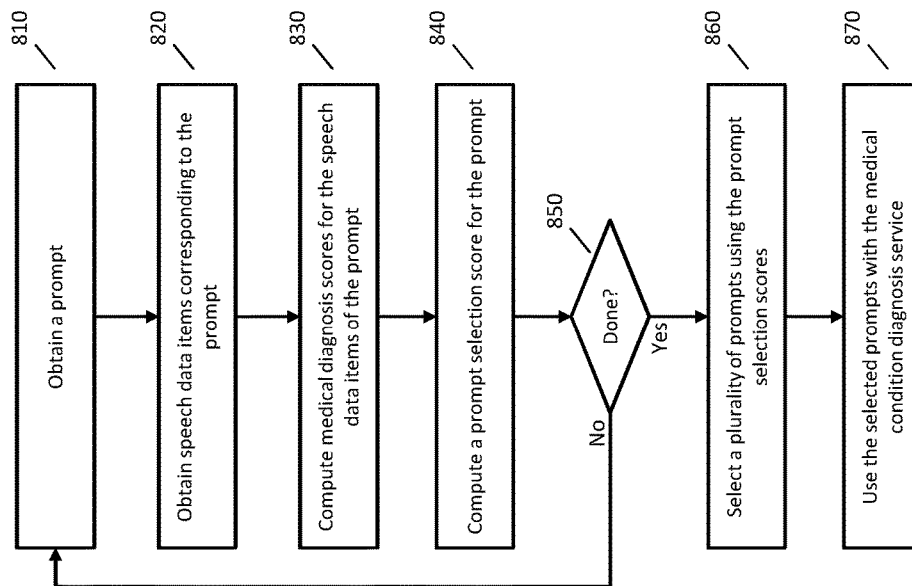 810
Obtain a prompt
820
Obtain speech data items corresponding to the
prompt
830
Compute medical diagnosis scores for the speech
data items of the prompt
840
Compute a prompt selection score for the prompt
850
Done?
No
Yes
860
Select a plurality of prompts using the prompt
selection scores
870
Use the selected prompts with the medical
condition diagnosis service